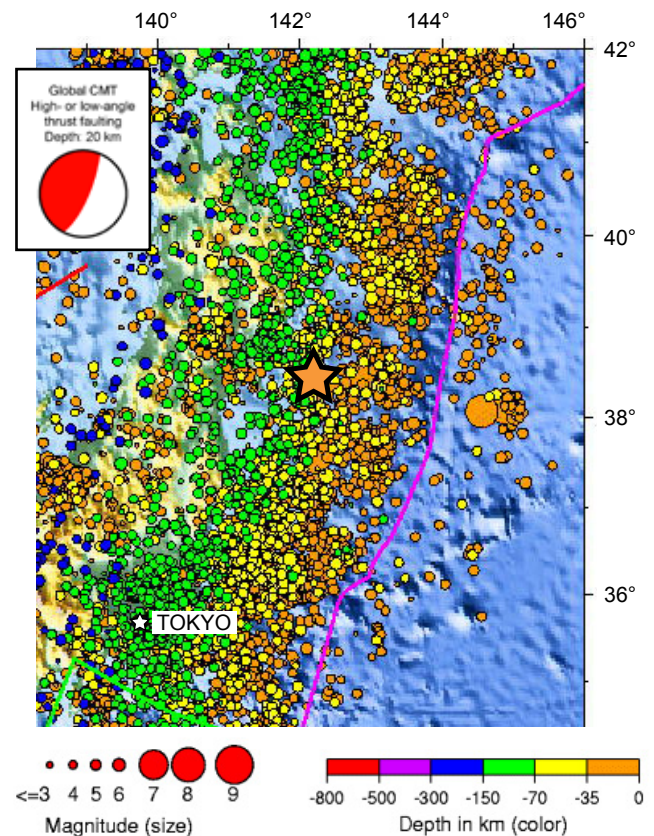 140° 142° 144° 146°
42°
Global CMT
High- or low-angle
thrust faulting
Depth: 20 km
40°
38°
36°
TOKYO
<=3 4 5 6 7 8 9
Magnitude (size)
-800 -500 -300 -150 -70 -35 0
Depth in km (color)